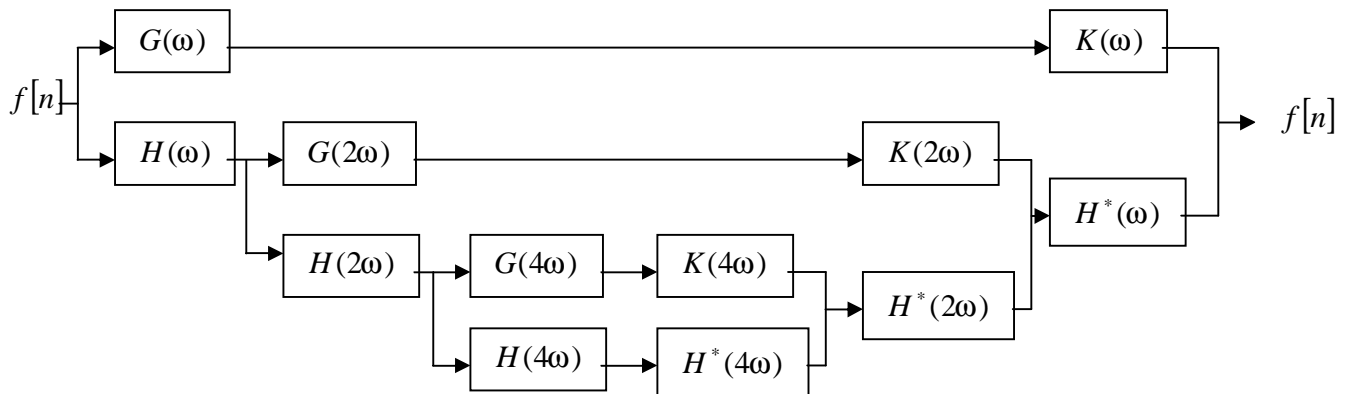 G(ω) K(ω)
f[n] f[n]
H(ω) G(2ω) K(2ω)
H*(ω)
H(2ω) G(4ω) K(4ω)
H*(2ω)
H(4ω) H*(4ω)